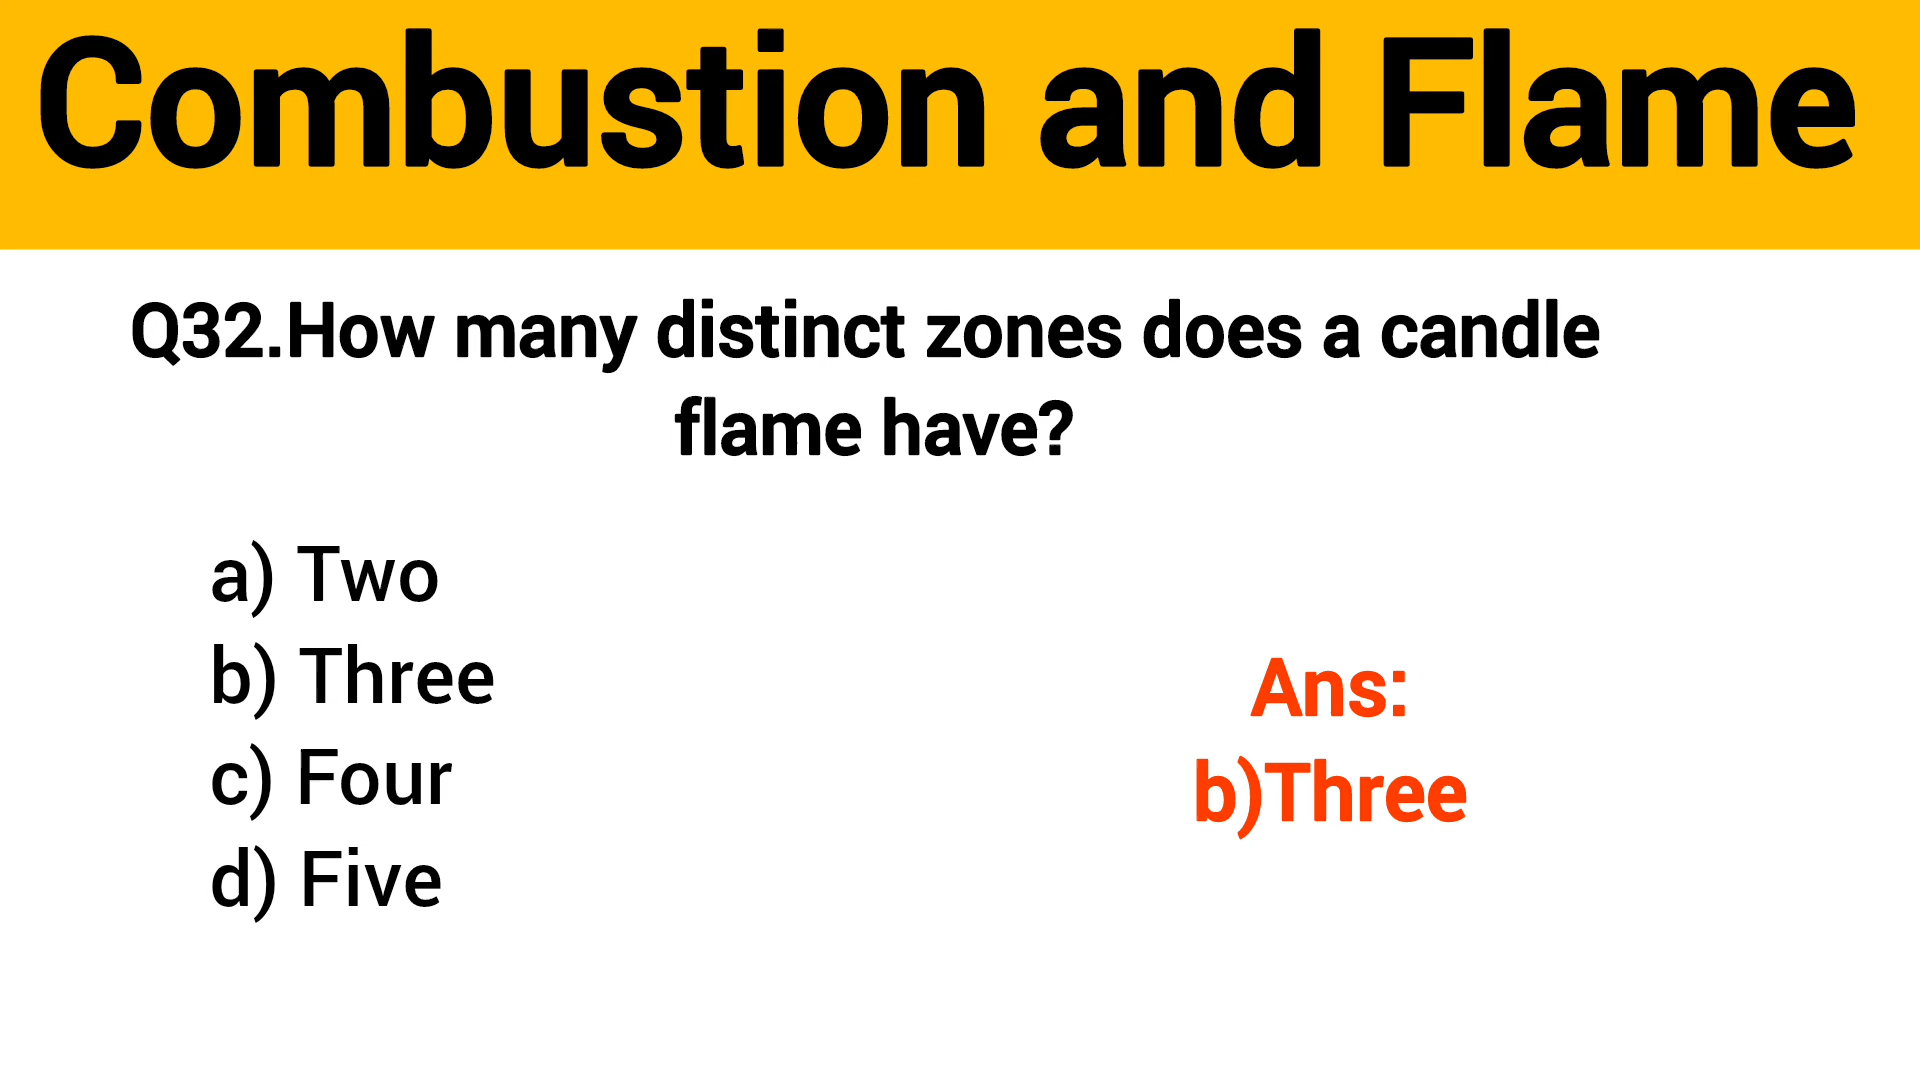 Combustion and Flame
Q32.How many distinct zones does a candle
flame have?
a) Two
b) Three
c) Four
d) Five
Ans:
b)Three